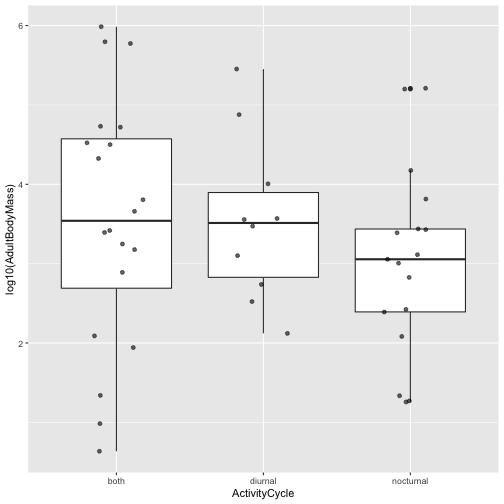 6
4
2
log10(AdultBodyMass)
both diurnal nocturnal
ActivityCycle